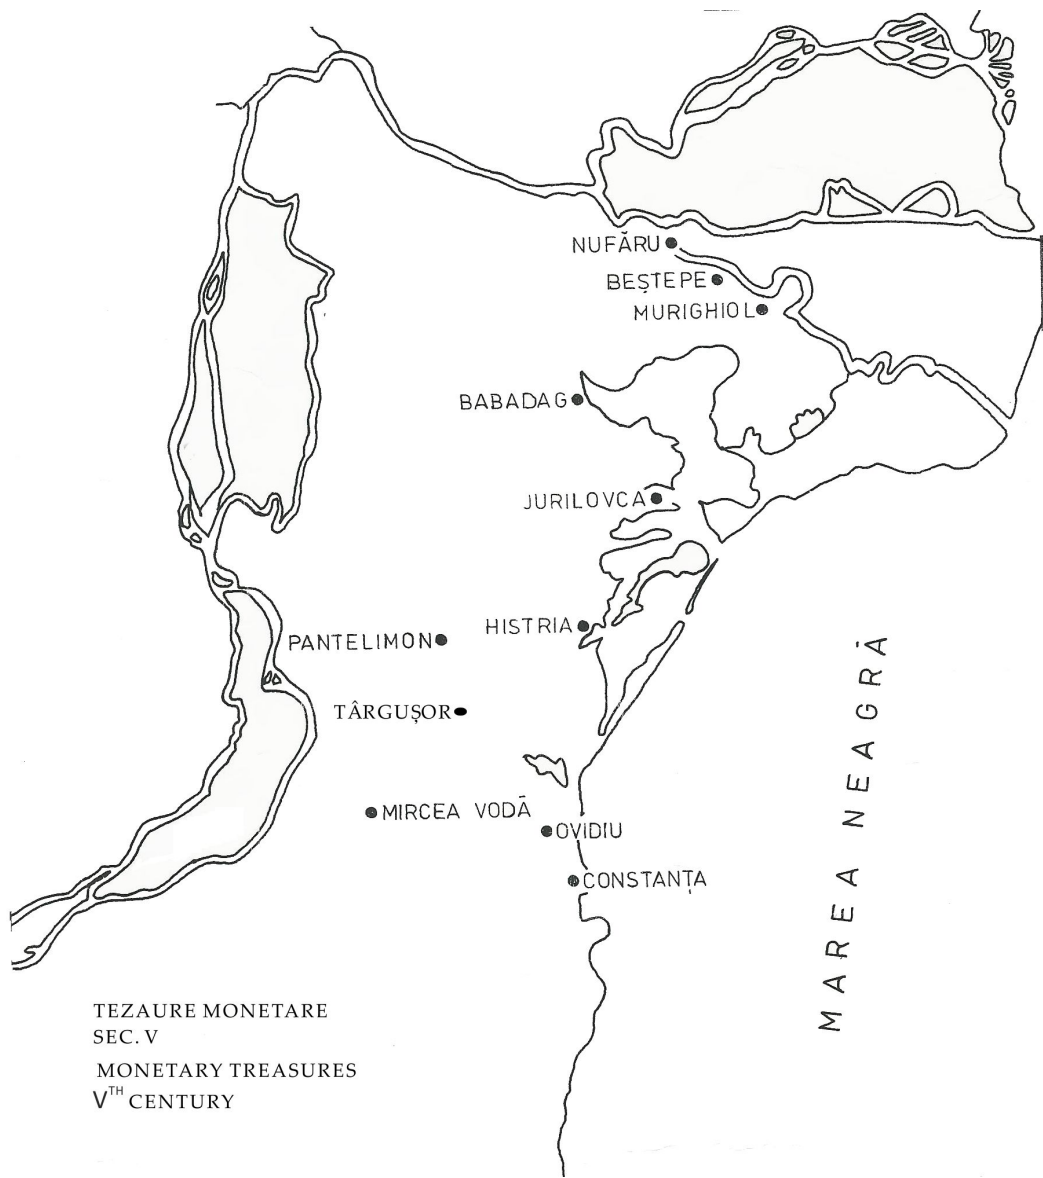 NUFĂRU
BEȘTEPE
MURIGHIOL
BABADAG
JURILOVCA
HISTRIA
PANTELIMON
TÂRGUȘOR
MIRCEA VODĂ
OVIDIU
CONSTANȚA
MAREA NEAGRĂ
TEZAURE MONETARE
SEC. V
MONETARY TREASURES
VTH CENTURY